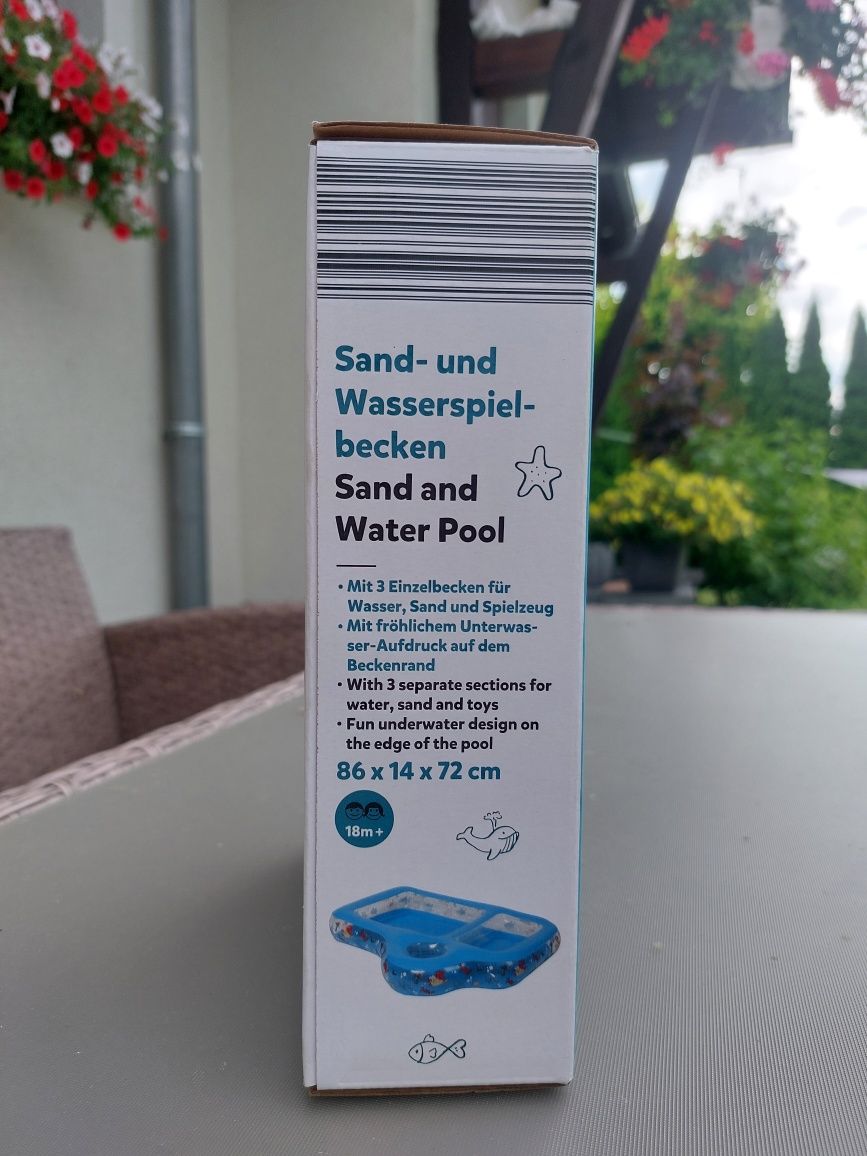 Sand- und
Wasserspiel-
becken
Sand and
Water Pool
• Mit 3 Einzelbecken für
Wasser, Sand und Spielzeug
• Mit fröhlichem Unterwas-
ser-Aufdruck auf dem
Beckenrand
• With 3 separate sections for
water, sand and toys
• Fun underwater design on
the edge of the pool
86 x 14 x 72 cm
18m+